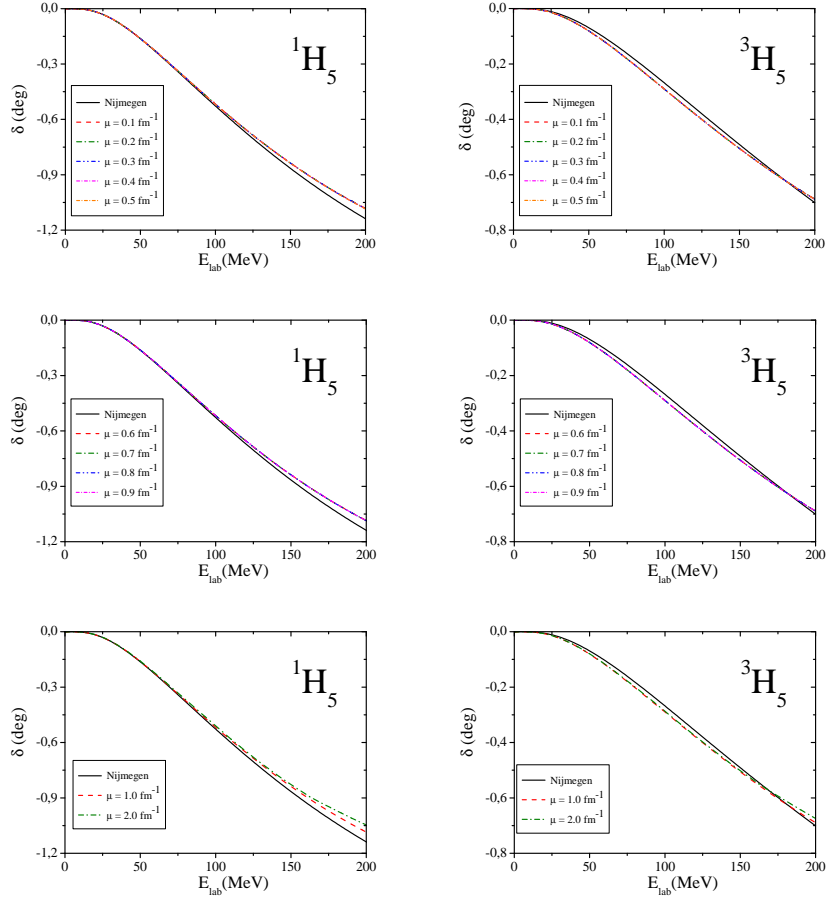 0,0
-0,3
-0,6
-0,9
-1,2
δ (deg)
¹H₅
Nijmegen
μ = 0.1 fm⁻¹
μ = 0.2 fm⁻¹
μ = 0.3 fm⁻¹
μ = 0.4 fm⁻¹
μ = 0.5 fm⁻¹
0 50 100 150 200
E_lab(MeV)
0,0
-0,2
-0,4
-0,6
-0,8
δ (deg)
³H₅
Nijmegen
μ = 0.1 fm⁻¹
μ = 0.2 fm⁻¹
μ = 0.3 fm⁻¹
μ = 0.4 fm⁻¹
μ = 0.5 fm⁻¹
0 50 100 150 200
E_lab(MeV)
0,0
-0,3
-0,6
-0,9
-1,2
δ (deg)
¹H₅
Nijmegen
μ = 0.6 fm⁻¹
μ = 0.7 fm⁻¹
μ = 0.8 fm⁻¹
μ = 0.9 fm⁻¹
0 50 100 150 200
E_lab(MeV)
0,0
-0,2
-0,4
-0,6
-0,8
δ (deg)
³H₅
Nijmegen
μ = 0.6 fm⁻¹
μ = 0.7 fm⁻¹
μ = 0.8 fm⁻¹
μ = 0.9 fm⁻¹
0 50 100 150 200
E_lab(MeV)
0,0
-0,3
-0,6
-0,9
-1,2
δ (deg)
¹H₅
Nijmegen
μ = 1.0 fm⁻¹
μ = 2.0 fm⁻¹
0 50 100 150 200
E_lab(MeV)
0,0
-0,2
-0,4
-0,6
-0,8
δ (deg)
³H₅
Nijmegen
μ = 1.0 fm⁻¹
μ = 2.0 fm⁻¹
0 50 100 150 200
E_lab(MeV)